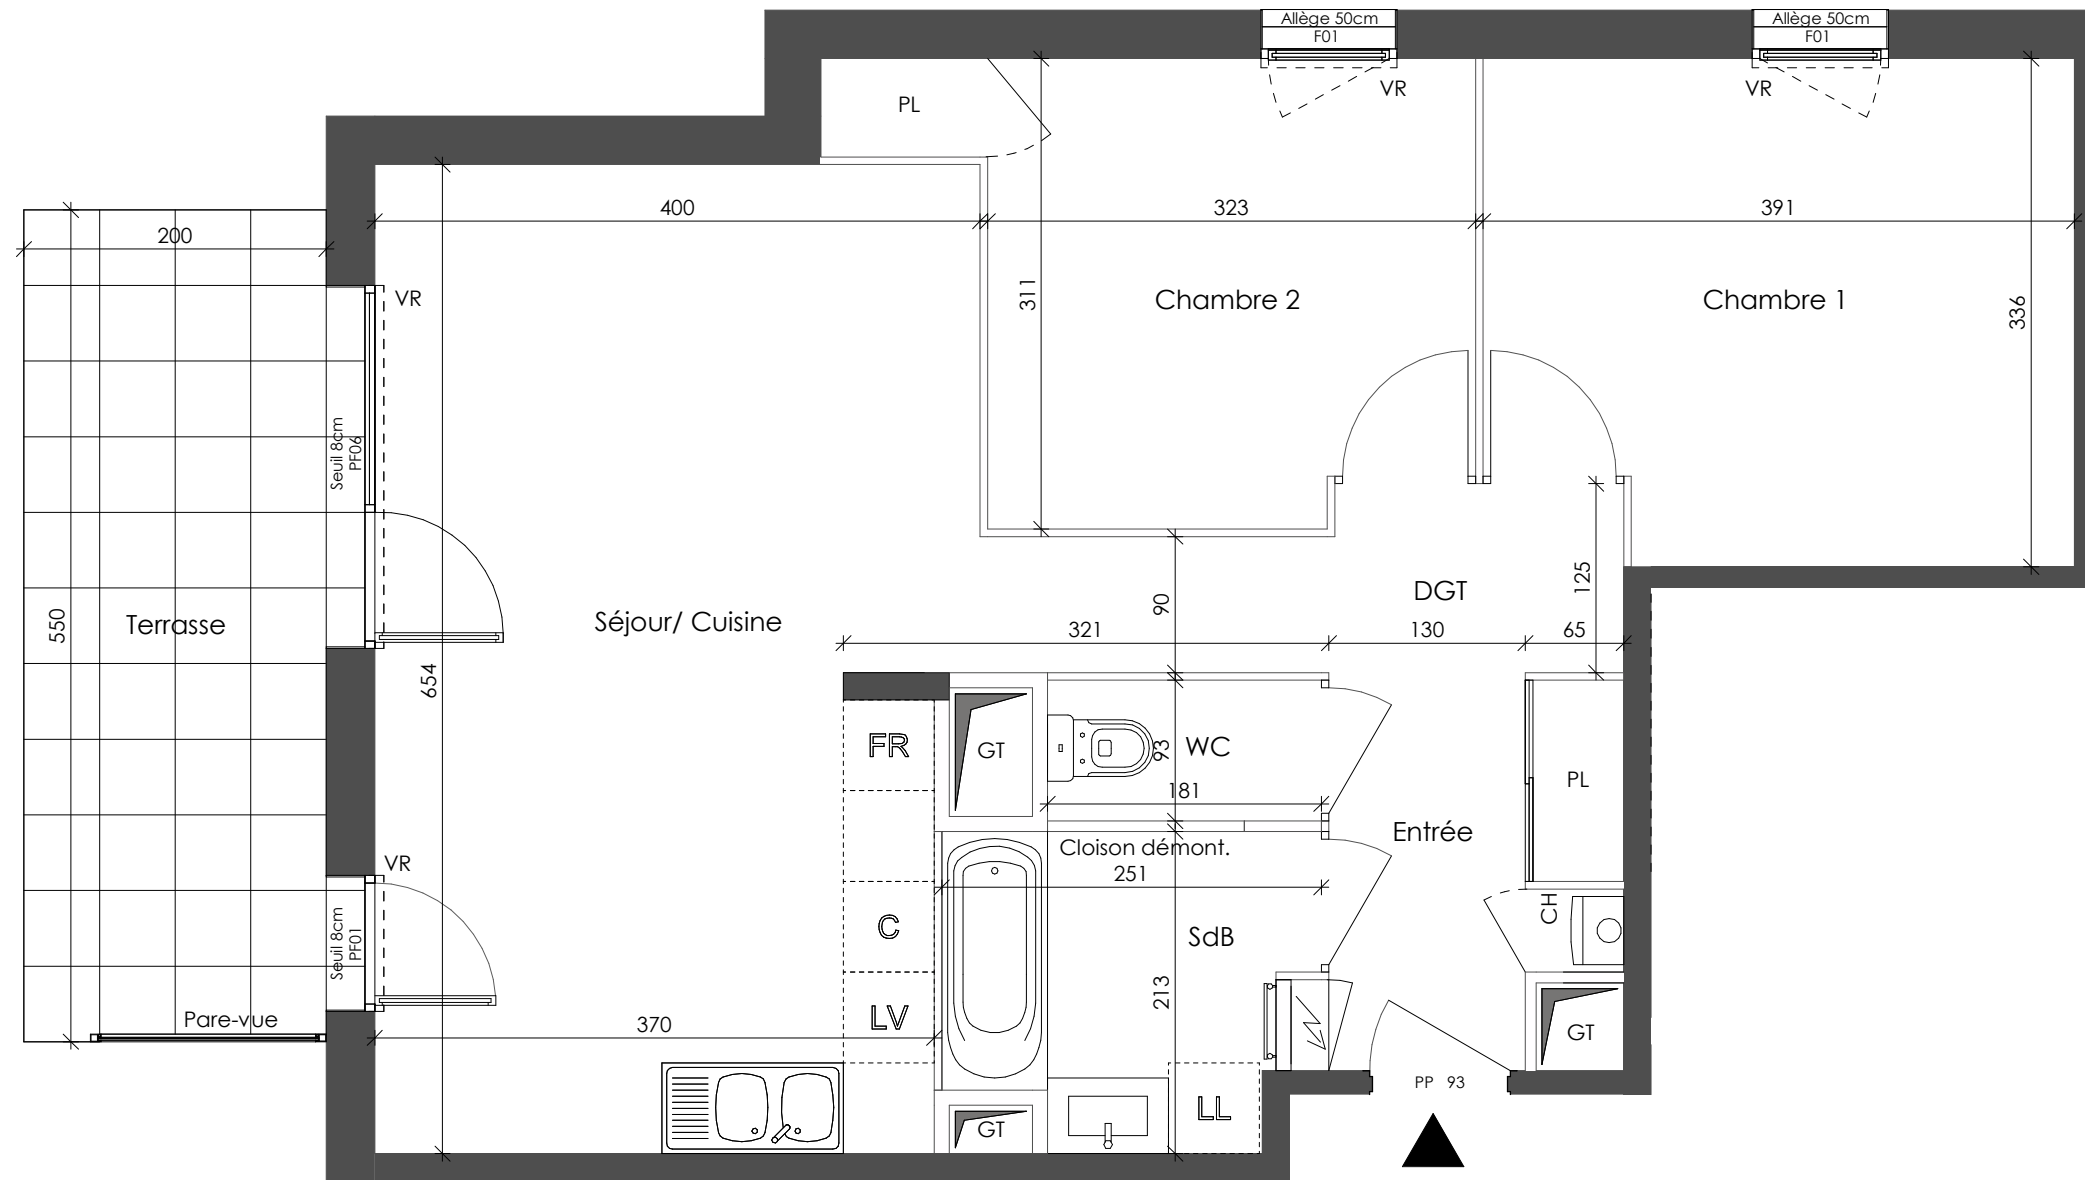 Allège 50cm
F01
Allège 50cm
F01
PL
VR
VR
400
323
391
200
VR
311
Chambre 2
Chambre 1
336
Seuil 8cm
PF06
550
Terrasse
Séjour/ Cuisine
654
90
DGT
125
321
130
65
FR
GT
93
WC
181
PL
Entrée
Cloison démont.
251
VR
C
SdB
CH
Seuil 8cm
PF01
Pare-vue
370
LV
213
GT
PP 93
LL
GT